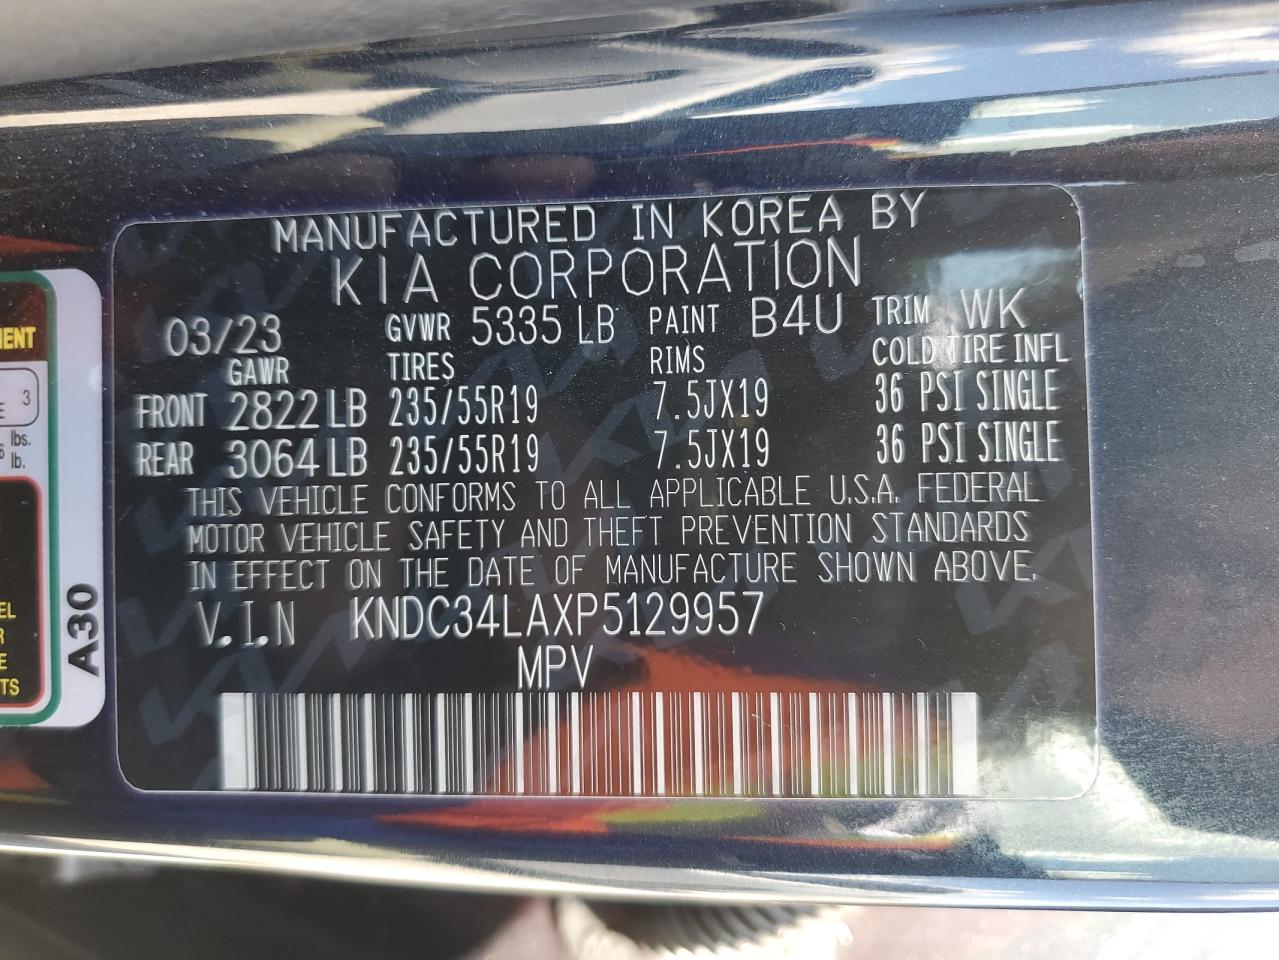 MANUFACTURED IN KOREA BY
KIA CORPORATION
03/23 GVWR 5335 LB PAINT B4U TRIM WK
GAWR TIRES RIMS COLD TIRE INFL
FRONT 2822 LB 235/55R19 7.5JX19 36 PSI SINGLE
REAR 3064 LB 235/55R19 7.5JX19 36 PSI SINGLE
THIS VEHICLE CONFORMS TO ALL APPLICABLE U.S.A. FEDERAL
MOTOR VEHICLE SAFETY AND THEFT PREVENTION STANDARDS
IN EFFECT ON THE DATE OF MANUFACTURE SHOWN ABOVE.
V.I.N KNDC34LAXP5129957
MPV
3
lbs.
lb.
A30